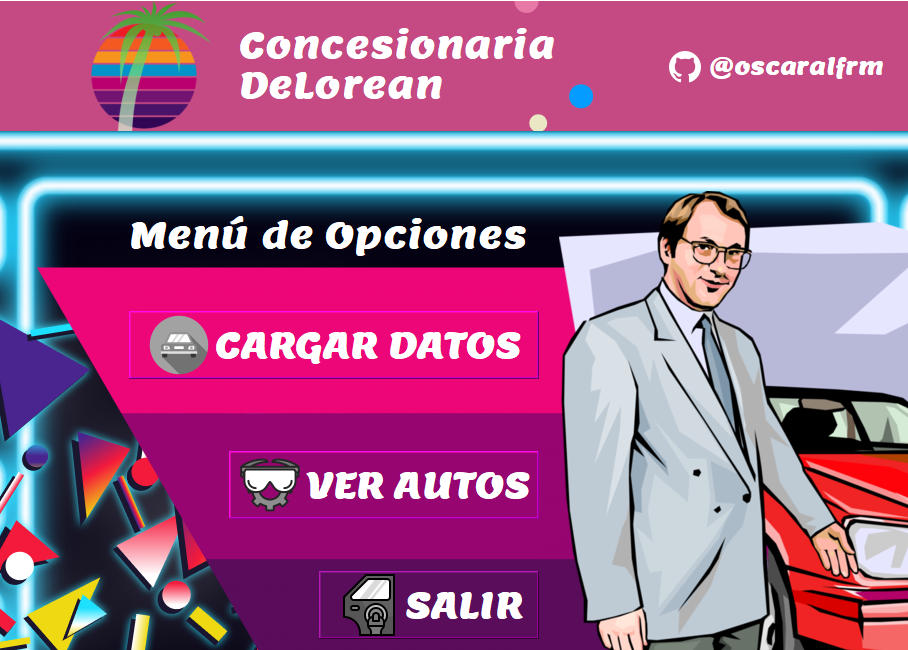 Concesionaria
DeLorean
@oscaralfrm
Menú de Opciones
CARGAR DATOS
VER AUTOS
SALIR